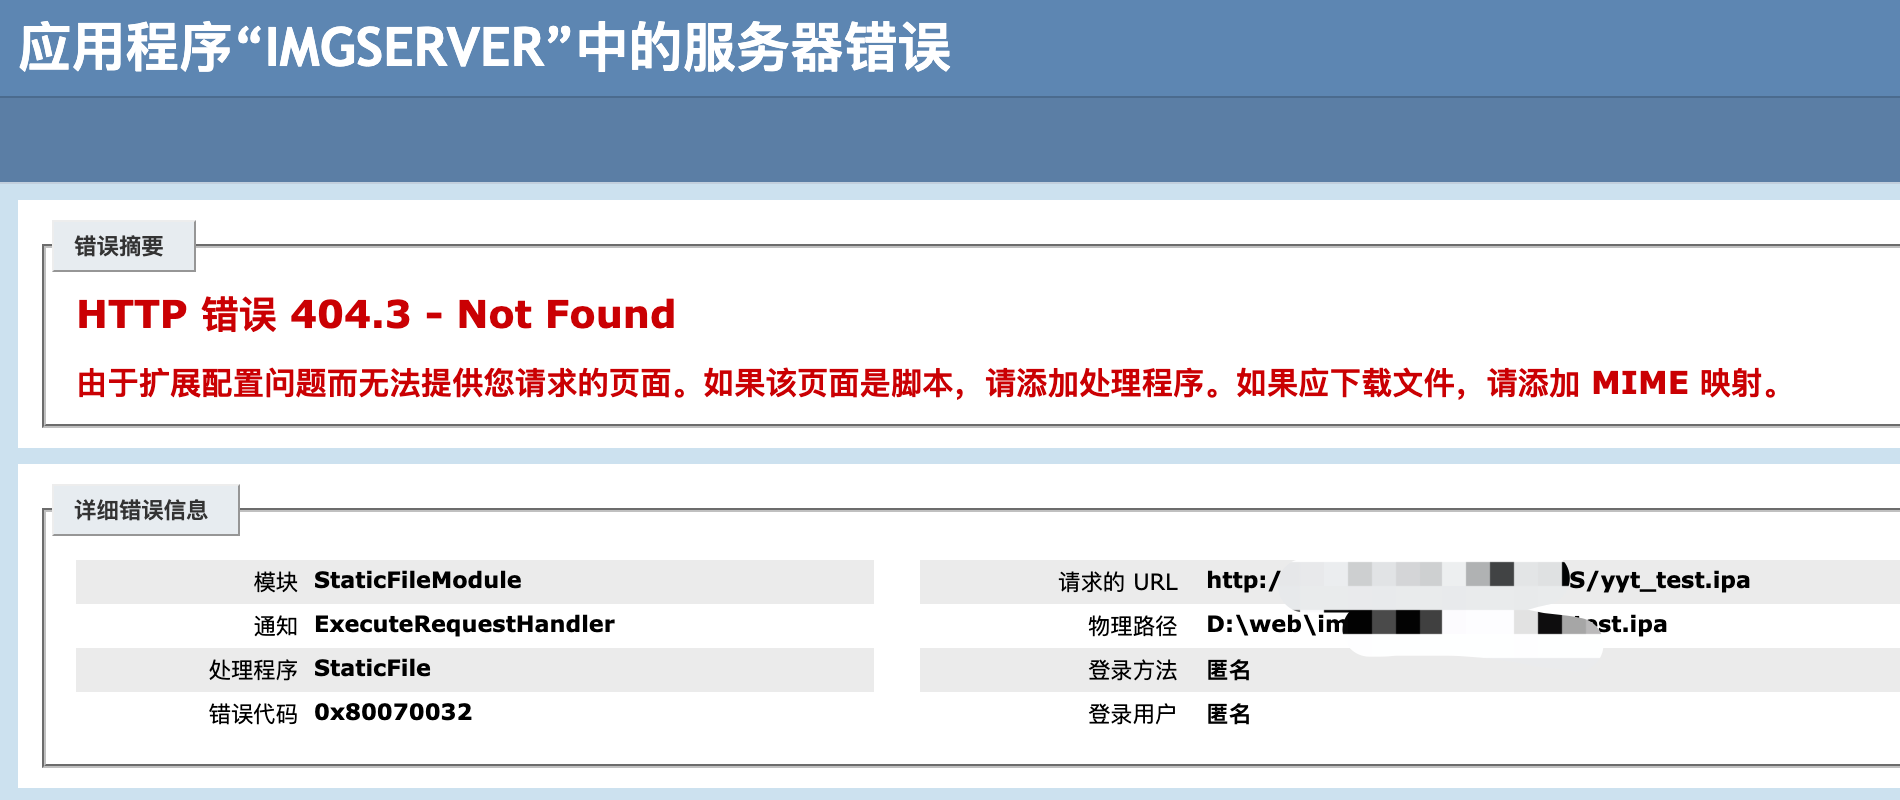 应用程序“IMGSERVER”中的服务器错误
错误摘要
HTTP 错误 404.3 - Not Found
由于扩展配置问题而无法提供您请求的页面。如果该页面是脚本，请添加处理程序。如果应下载文件，请添加 MIME 映射。
详细错误信息
模块 StaticFileModule
通知 ExecuteRequestHandler
处理程序 StaticFile
错误代码 0x80070032
请求的 URL http:/ S/yyt_test.ipa
物理路径 D:\web\im est.ipa
登录方法 匿名
登录用户 匿名